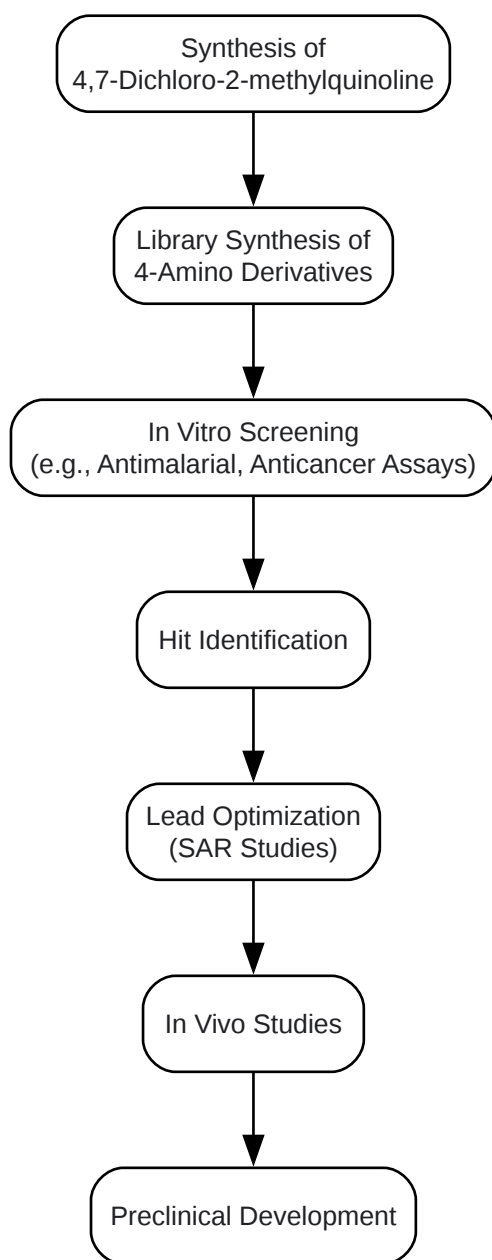 Synthesis of
4,7-Dichloro-2-methylquinoline
Library Synthesis of
4-Amino Derivatives
In Vitro Screening
(e.g., Antimalarial, Anticancer Assays)
Hit Identification
Lead Optimization
(SAR Studies)
In Vivo Studies
Preclinical Development